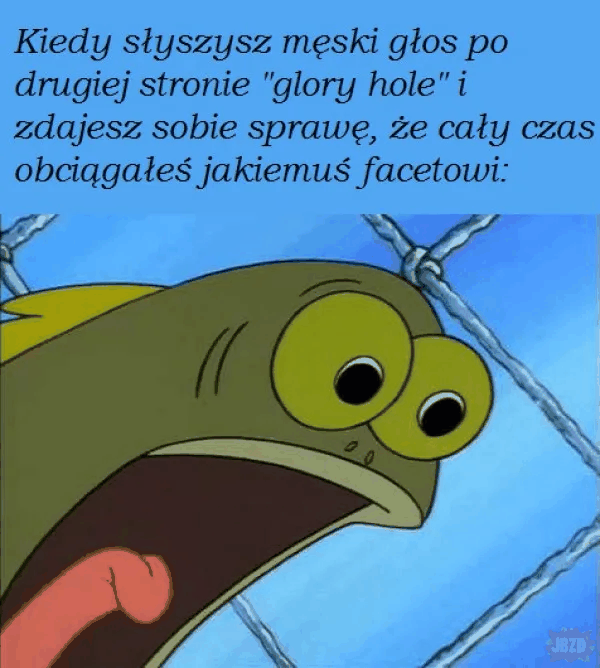 Kiedy słyszysz męski głos po
drugiej stronie "glory hole" i
zdajesz sobie sprawę, że cały czas
obciągałeś jakiemuś facetowi:
JBZD